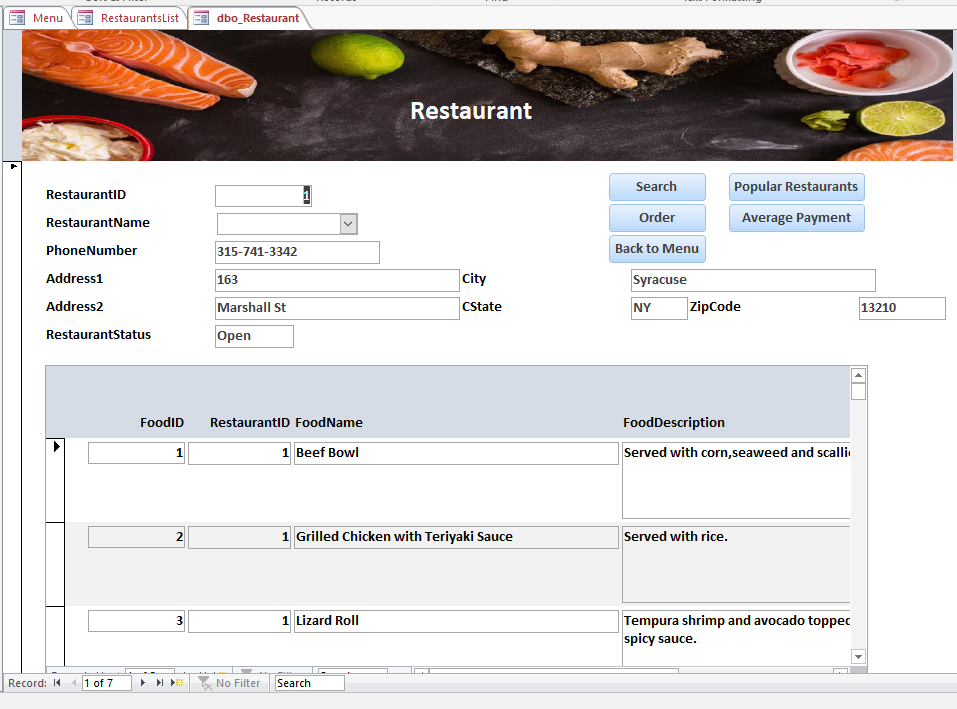 Menu RestaurantsList dbo_Restaurant
Restaurant
RestaurantID 1 Search Popular Restaurants
RestaurantName Order Average Payment
PhoneNumber 315-741-3342 Back to Menu
Address1 163 City Syracuse
Address2 Marshall St CState NY ZipCode 13210
RestaurantStatus Open
FoodID RestaurantID FoodName FoodDescription
1 1 Beef Bowl Served with corn,seaweed and
2 1 Grilled Chicken with Teriyaki Sauce Served with rice.
3 1 Lizard Roll Tempura shrimp and avocado topped
spicy sauce.
Record: 1 of 7 No Filter Search